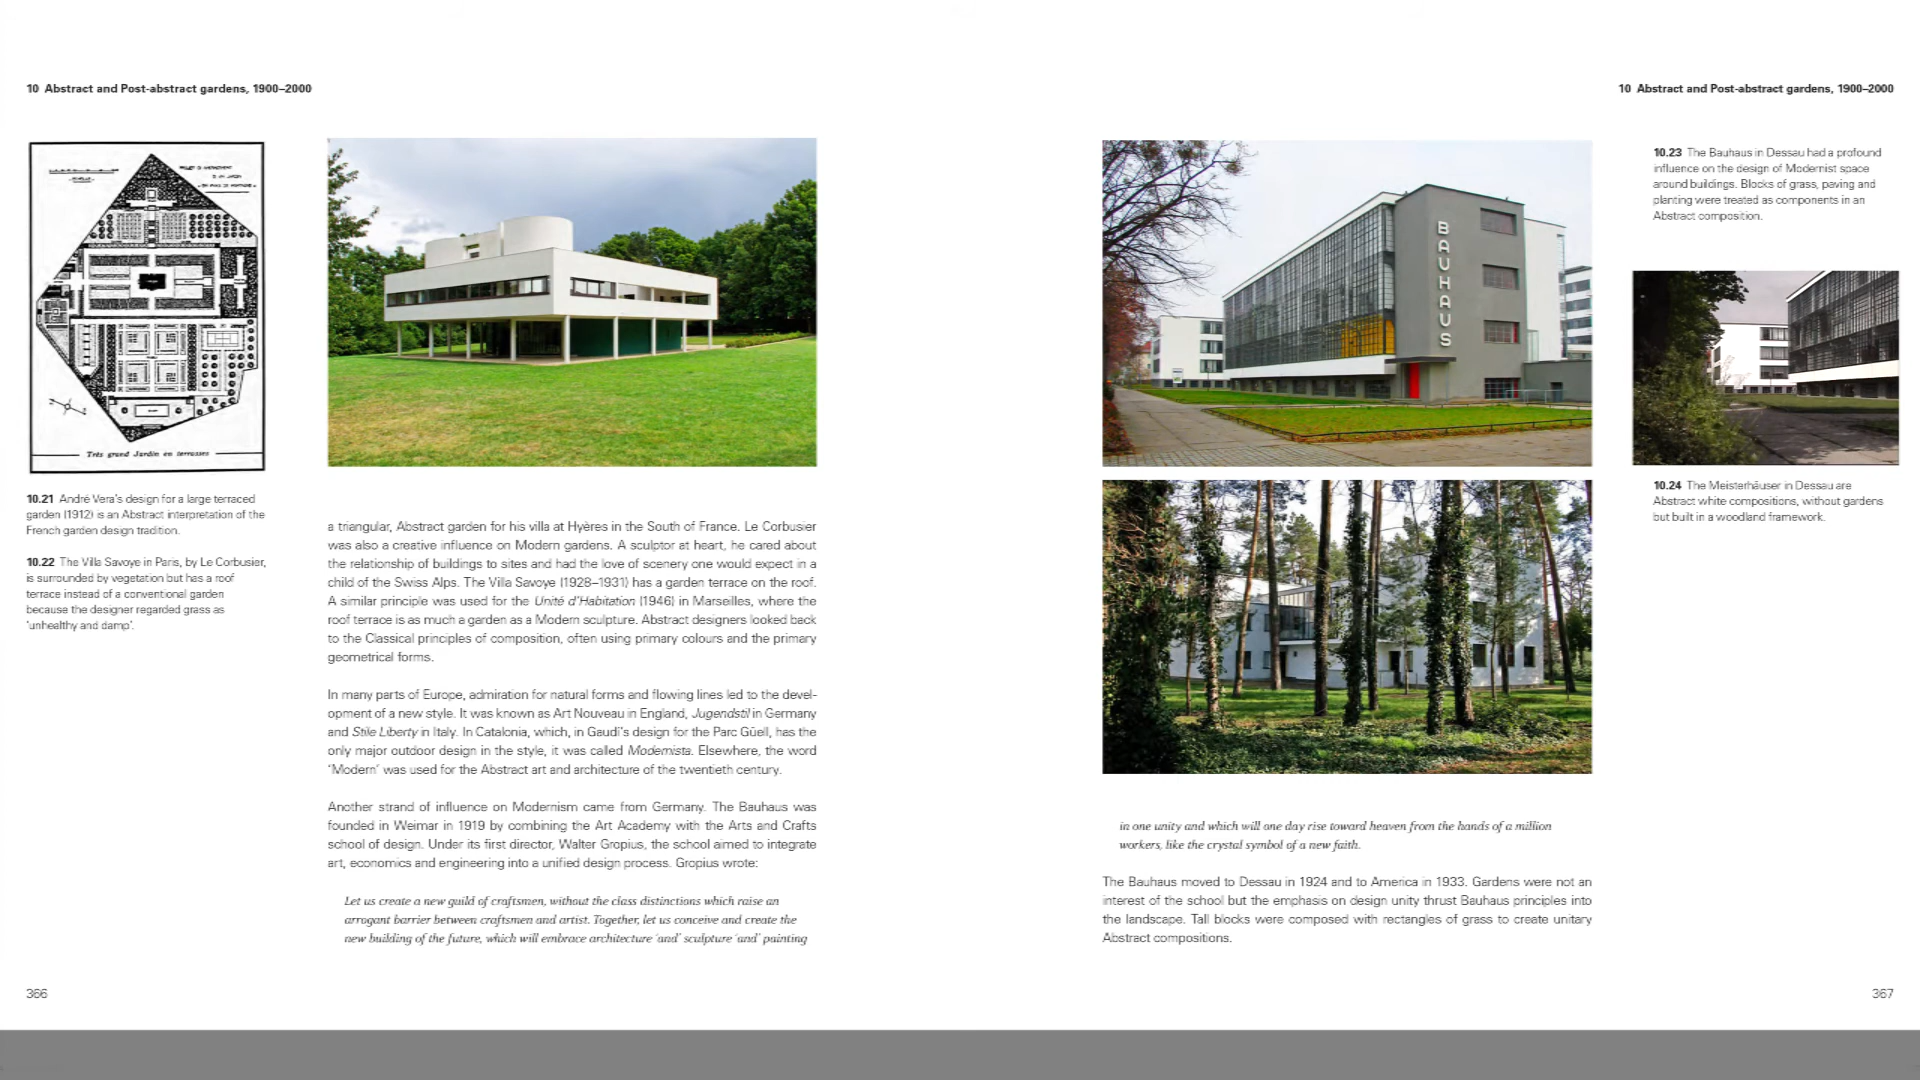 10 Abstract and Post-abstract gardens, 1900–2000
Très grand Jardin en terrasses
10.21 André Vera's design for a large terraced
garden (1912) is an Abstract interpretation of the
French garden design tradition.
10.22 The Villa Savoye in Paris, by Le Corbusier,
is surrounded by vegetation but has a roof
terrace instead of a conventional garden
because the designer regarded grass as
'unhealthy and damp'.
a triangular, Abstract garden for his villa at Hyères in the South of France. Le Corbusier
was also a creative influence on Modern gardens. A sculptor at heart, he cared about
the relationship of buildings to sites and had the love of scenery one would expect in a
child of the Swiss Alps. The Villa Savoye (1928–1931) has a garden terrace on the roof.
A similar principle was used for the Unité d'Habitation (1946) in Marseilles, where the
roof terrace is as much a garden as a Modern sculpture. Abstract designers looked back
to the Classical principles of composition, often using primary colours and the primary
geometrical forms.
In many parts of Europe, admiration for natural forms and flowing lines led to the devel-
opment of a new style. It was known as Art Nouveau in England, Jugendstil in Germany
and Stile Liberty in Italy. In Catalonia, which, in Gaudí's design for the Parc Güell, has the
only major outdoor design in the style, it was called Modernista. Elsewhere, the word
'Modern' was used for the Abstract art and architecture of the twentieth century.
Another strand of influence on Modernism came from Germany. The Bauhaus was
founded in Weimar in 1919 by combining the Art Academy with the Arts and Crafts
school of design. Under its first director, Walter Gropius, the school aimed to integrate
art, economics and engineering into a unified design process. Gropius wrote:
Let us create a new guild of craftsmen, without the class distinctions which raise an
arrogant barrier between craftsmen and artist. Together, let us conceive and create the
new building of the future, which will embrace architecture 'and' sculpture 'and' painting
366
10 Abstract and Post-abstract gardens, 1900–2000
BAUHAUS
10.23 The Bauhaus in Dessau had a profound
influence on the design of Modernist space
around buildings. Blocks of grass, paving and
planting were treated as components in an
Abstract composition.
10.24 The Meisterhäuser in Dessau are
Abstract white compositions, without gardens
but built in a woodland framework.
in one unity and which will one day rise toward heaven from the hands of a million
workers, like the crystal symbol of a new faith.
The Bauhaus moved to Dessau in 1924 and to America in 1933. Gardens were not an
interest of the school but the emphasis on design unity thrust Bauhaus principles into
the landscape. Tall blocks were composed with rectangles of grass to create unitary
Abstract compositions.
367